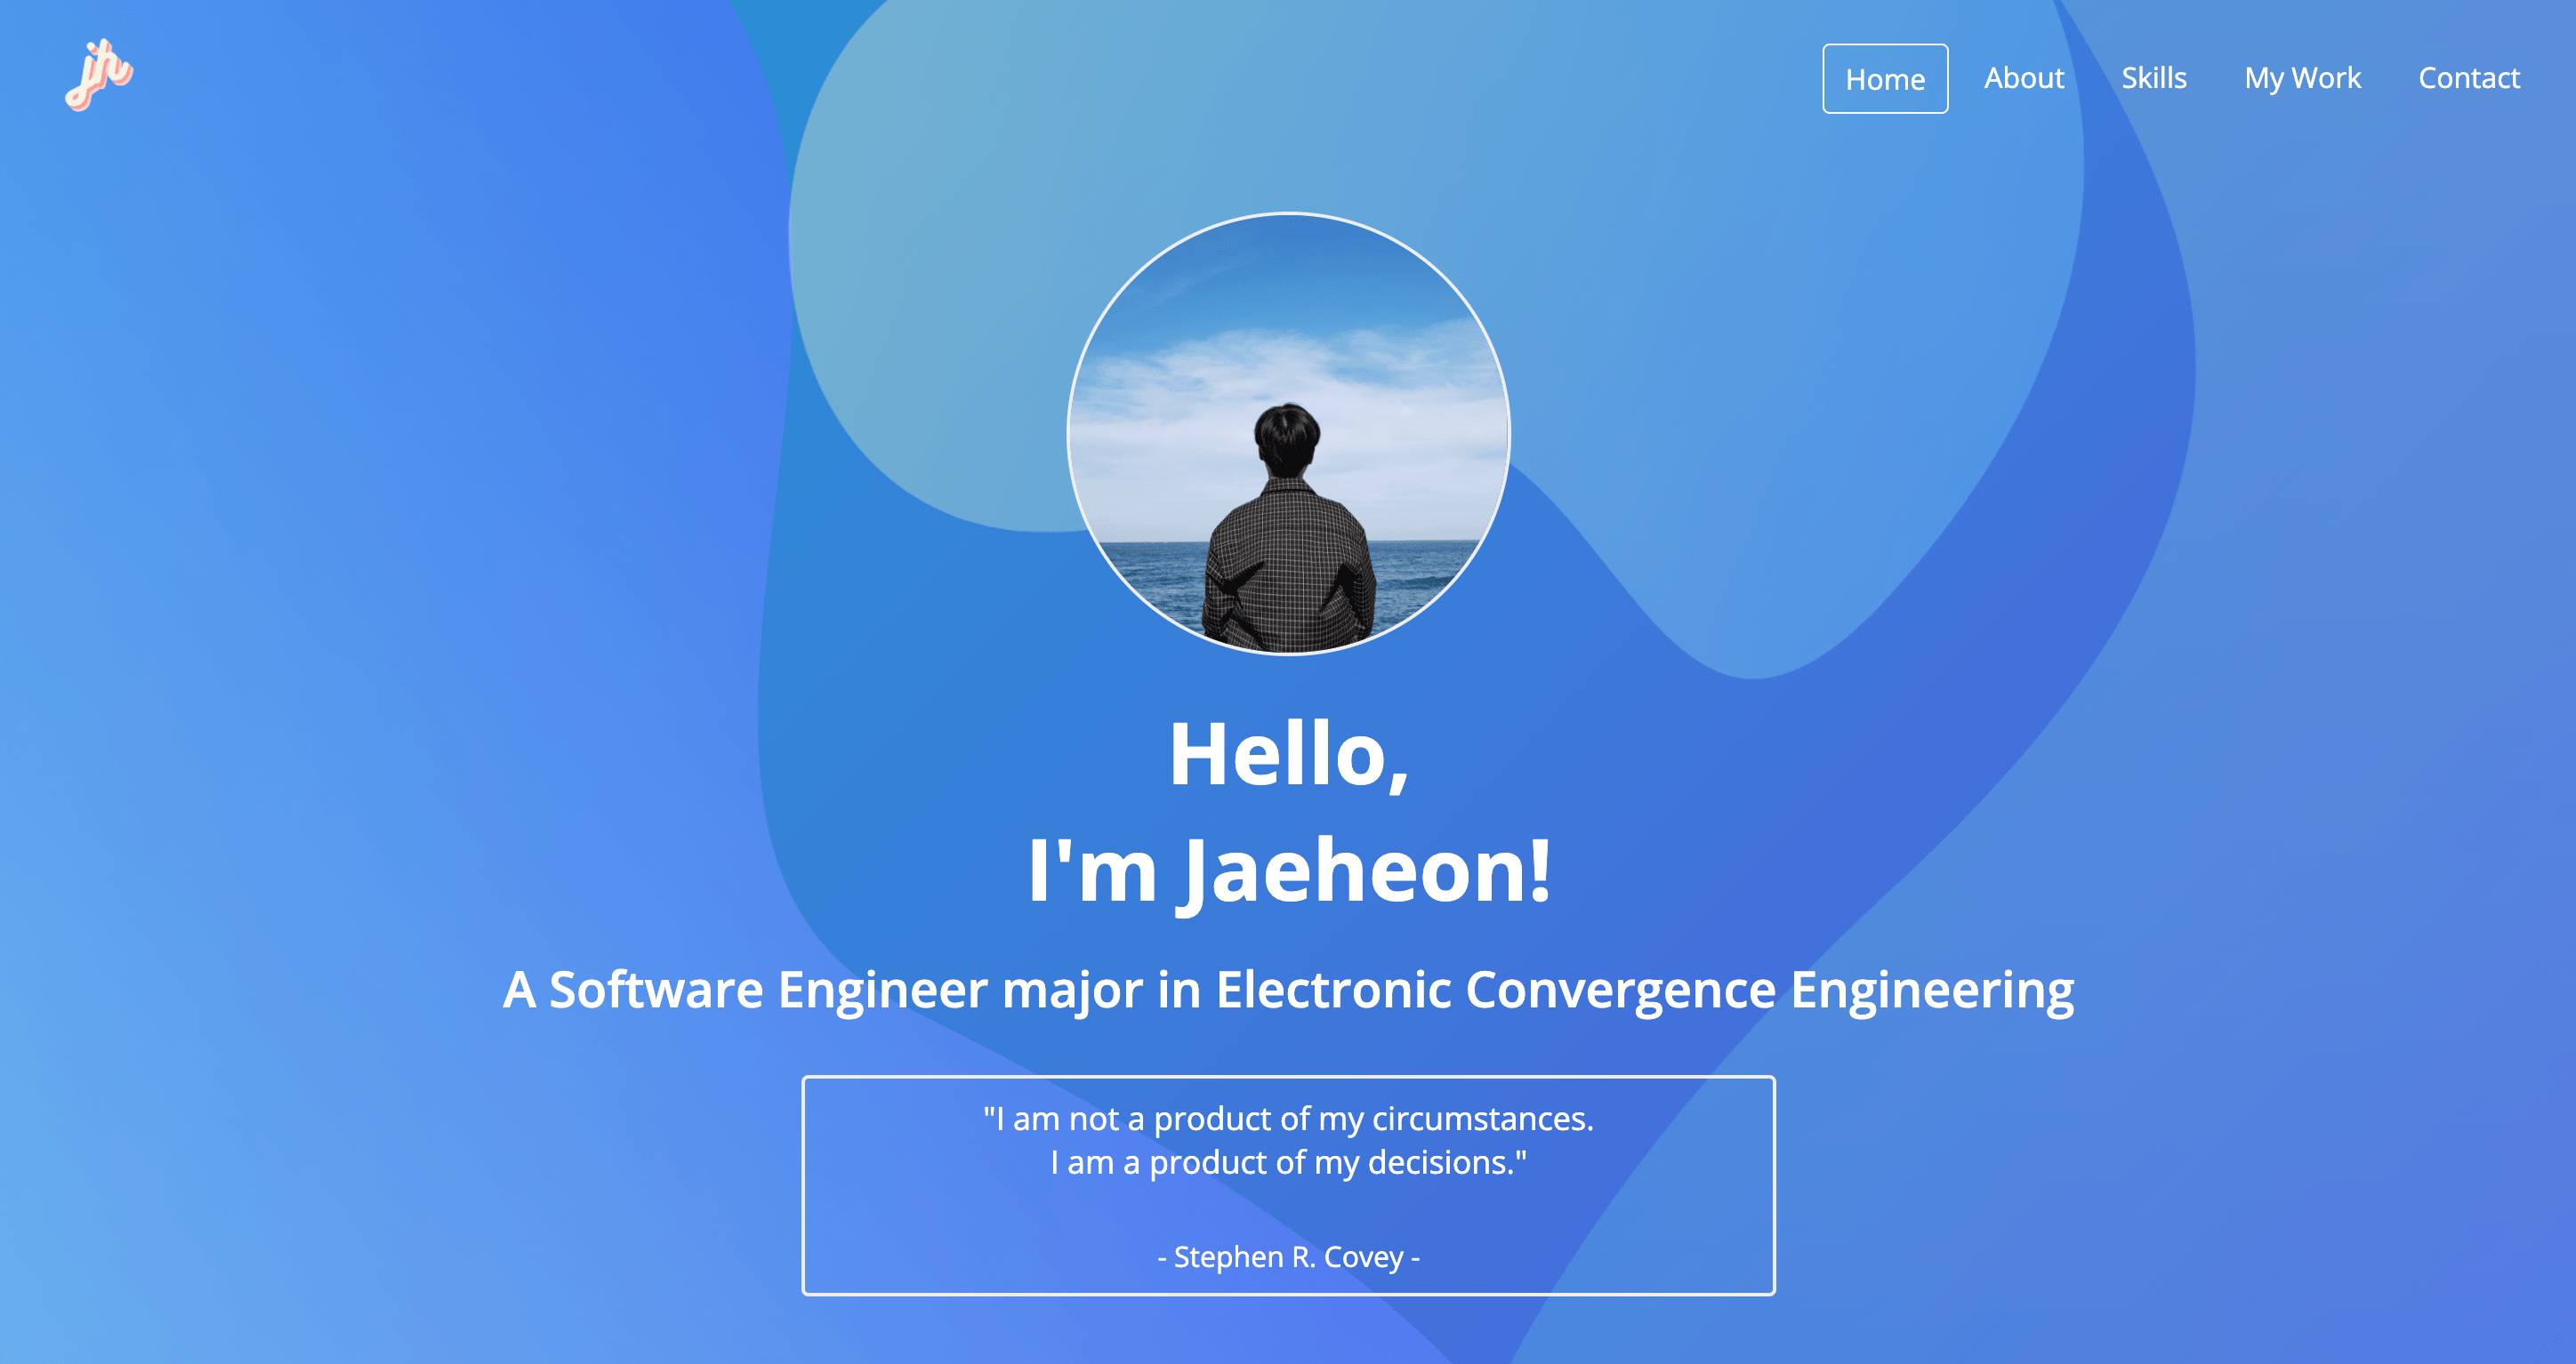 jh
Home
About
Skills
My Work
Contact
Hello,
I'm Jaeheon!
A Software Engineer major in Electronic Convergence Engineering
"I am not a product of my circumstances.
I am a product of my decisions."
- Stephen R. Covey -